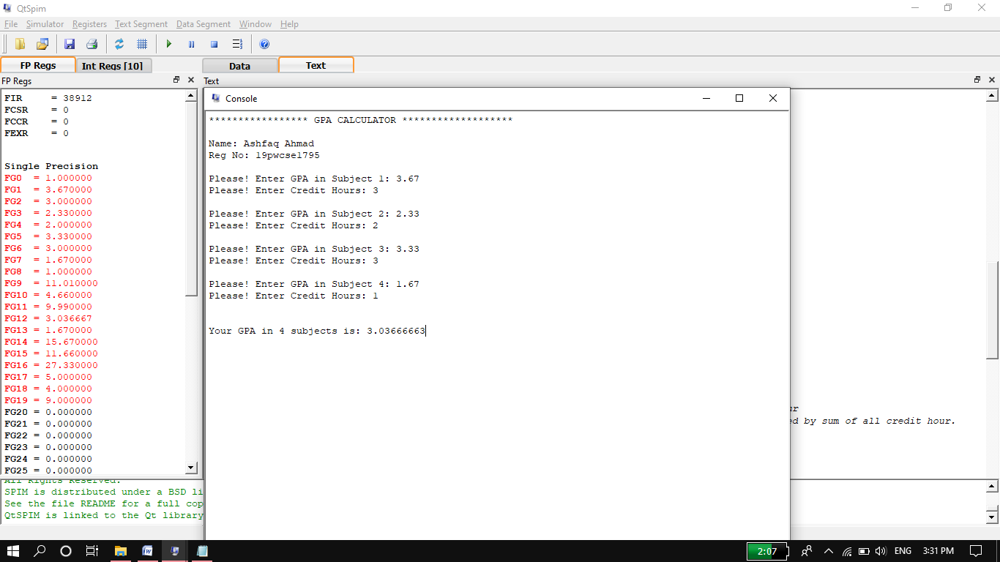 QtSpim
File Simulator Registers Text Segment Data Segment Window Help
FP Regs Int Regs [10] Data Text
FP Regs
Text
FIR = 38912
FCSR = 0
FCCR = 0
FEXR = 0
Single Precision
FG0 = 1.000000
FG1 = 3.670000
FG2 = 3.000000
FG3 = 2.330000
FG4 = 2.000000
FG5 = 3.330000
FG6 = 3.000000
FG7 = 1.670000
FG8 = 1.000000
FG9 = 11.010000
FG10 = 4.660000
FG11 = 9.990000
FG12 = 3.036667
FG13 = 1.670000
FG14 = 15.670000
FG15 = 11.660000
FG16 = 27.330000
FG17 = 5.000000
FG18 = 4.000000
FG19 = 9.000000
FG20 = 0.000000
FG21 = 0.000000
FG22 = 0.000000
FG23 = 0.000000
FG24 = 0.000000
FG25 = 0.000000
Console
***************** GPA CALCULATOR *******************
Name: Ashfaq Ahmad
Reg No: 19pwcse1795
Please! Enter GPA in Subject 1: 3.67
Please! Enter Credit Hours: 3
Please! Enter GPA in Subject 2: 2.33
Please! Enter Credit Hours: 2
Please! Enter GPA in Subject 3: 3.33
Please! Enter Credit Hours: 3
Please! Enter GPA in Subject 4: 1.67
Please! Enter Credit Hours: 1
Your GPA in 4 subjects is: 3.03666663
by sum of all credit hour.
All Rights Reserved.
SPIM is distributed under a BSD li
See the file README for a full cop
QtSPIM is linked to the Qt library
2:07 ENG 3:31 PM